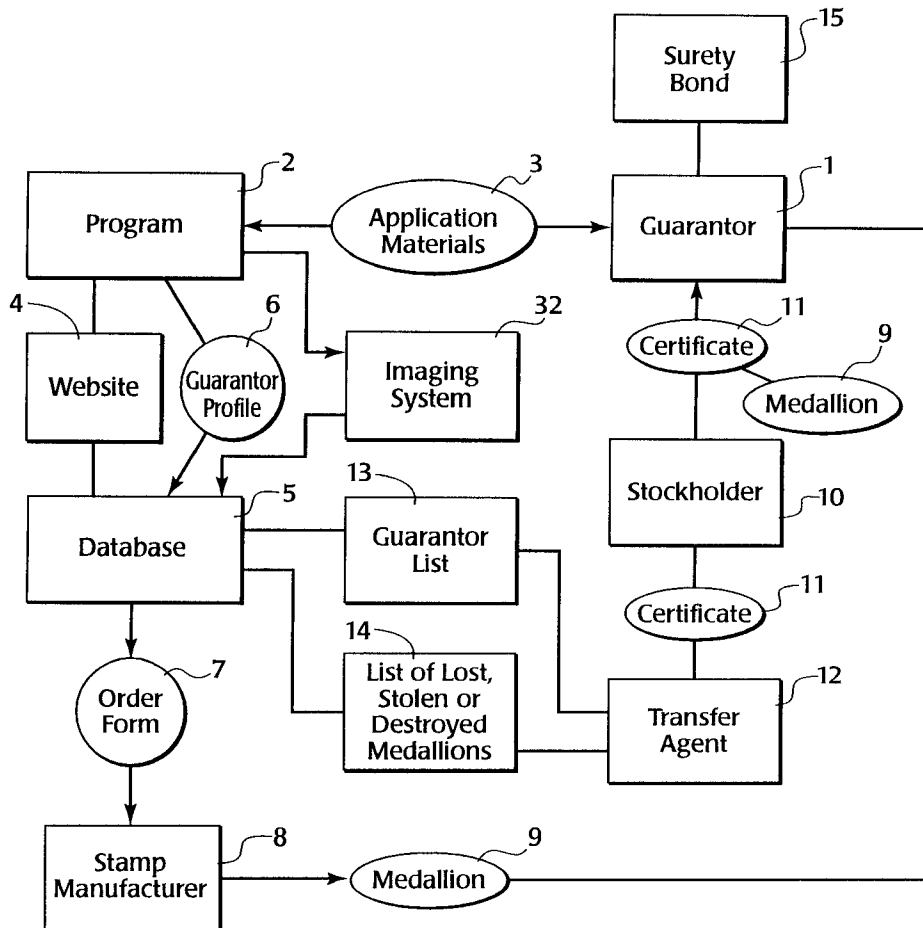 15
Surety
Bond
2
3
1
Program
Application
Materials
Guarantor
4
6
32
11
9
Website
Guarantor
Profile
Imaging
System
Certificate
Medallion
5
13
Stockholder
10
Database
Guarantor
List
11
Certificate
7
14
12
Order
Form
List of Lost,
Stolen or
Destroyed
Medallions
Transfer
Agent
8
9
Stamp
Manufacturer
Medallion